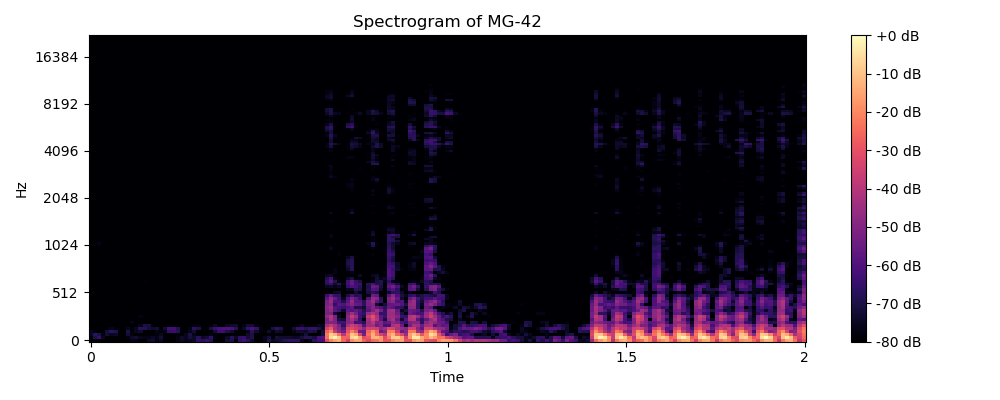 Spectrogram of MG-42
Hz
16384
8192
4096
2048
1024
512
0
0
0.5
1
1.5
2
Time
+0 dB
-10 dB
-20 dB
-30 dB
-40 dB
-50 dB
-60 dB
-70 dB
-80 dB